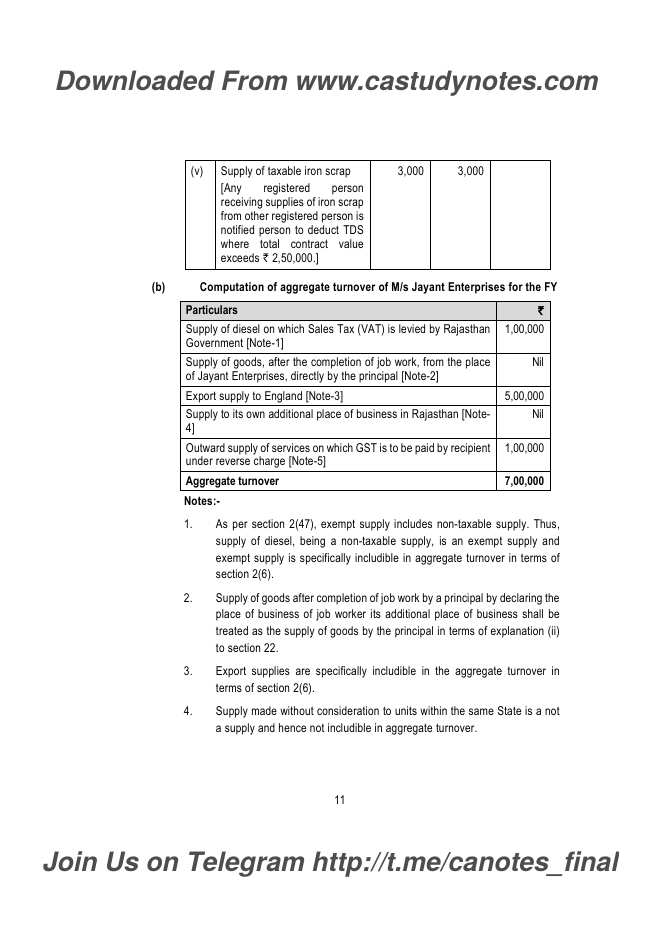 Downloaded From www.castudynotes.com
(v) Supply of taxable iron scrap 3,000 3,000
[Any registered person
receiving supplies of iron scrap
from other registered person is
notified person to deduct TDS
where total contract value
exceeds ₹ 2,50,000.]
(b) Computation of aggregate turnover of M/s Jayant Enterprises for the FY
Particulars ₹
Supply of diesel on which Sales Tax (VAT) is levied by Rajasthan 1,00,000
Government [Note-1]
Supply of goods, after the completion of job work, from the place Nil
of Jayant Enterprises, directly by the principal [Note-2]
Export supply to England [Note-3] 5,00,000
Supply to its own additional place of business in Rajasthan [Note- Nil
4]
Outward supply of services on which GST is to be paid by recipient 1,00,000
under reverse charge [Note-5]
Aggregate turnover 7,00,000
Notes:-
1. As per section 2(47), exempt supply includes non-taxable supply. Thus,
supply of diesel, being a non-taxable supply, is an exempt supply and
exempt supply is specifically includible in aggregate turnover in terms of
section 2(6).
2. Supply of goods after completion of job work by a principal by declaring the
place of business of job worker its additional place of business shall be
treated as the supply of goods by the principal in terms of explanation (ii)
to section 22.
3. Export supplies are specifically includible in the aggregate turnover in
terms of section 2(6).
4. Supply made without consideration to units within the same State is a not
a supply and hence not includible in aggregate turnover.
11
Join Us on Telegram http://t.me/canotes_final